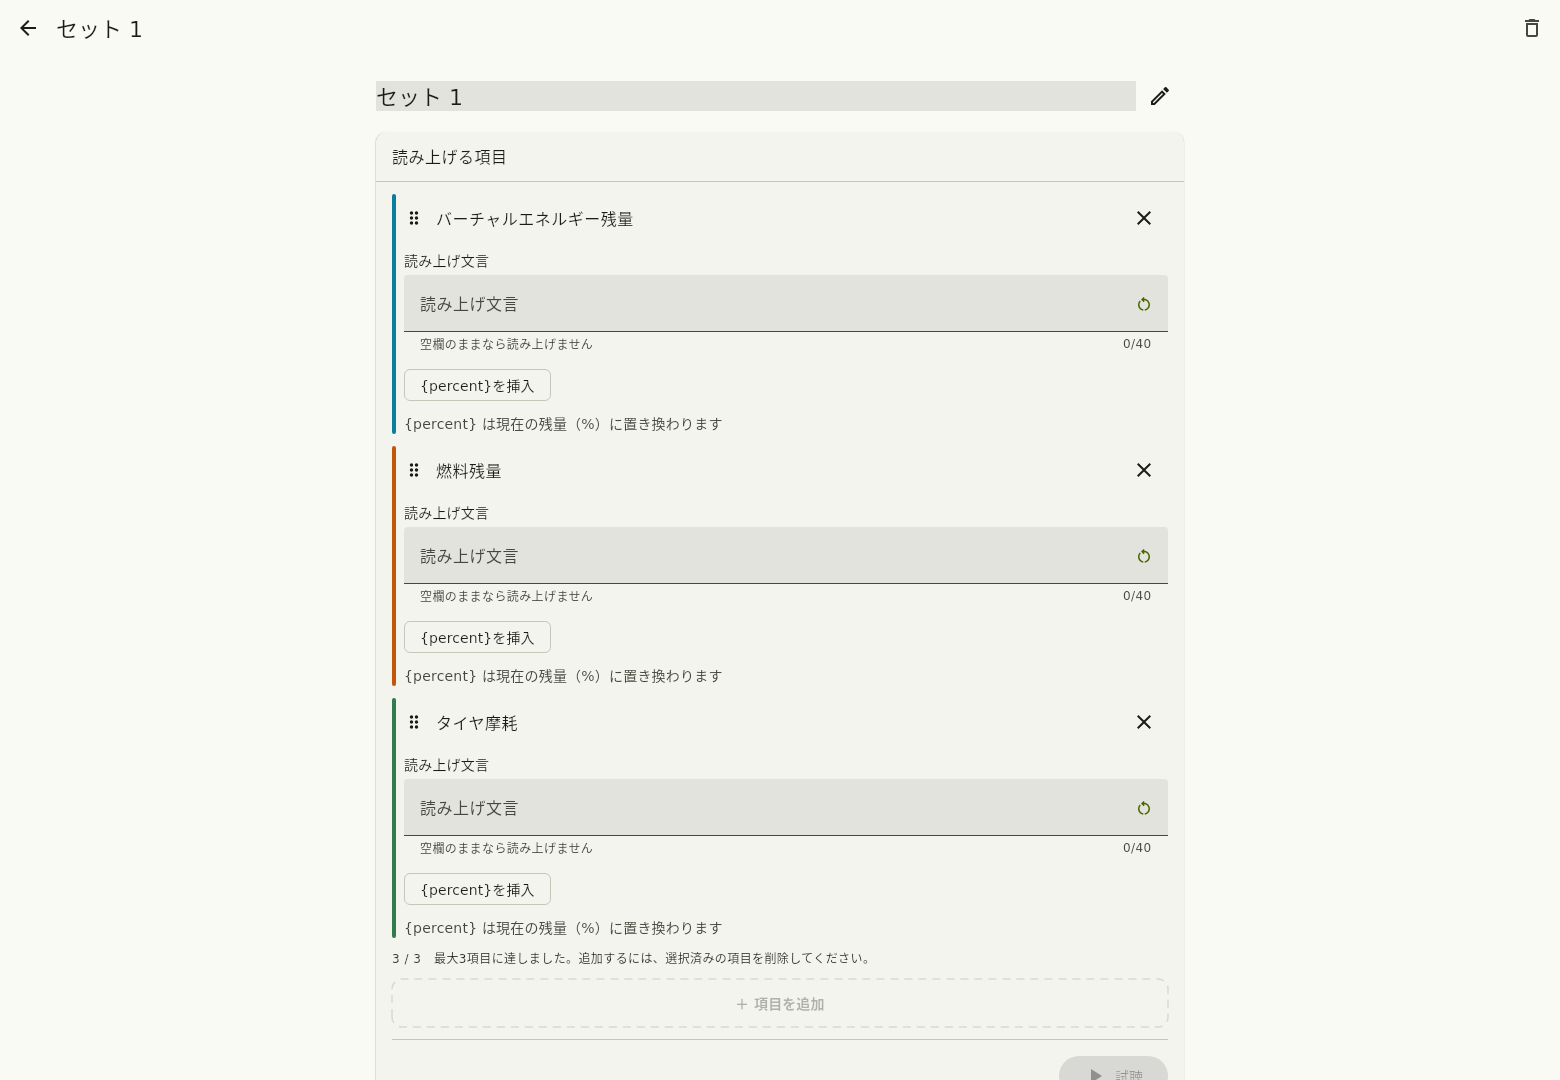 セット 1
セット 1
読み上げる項目
バーチャルエネルギー残量
読み上げ文言
読み上げ文言
空欄のままなら読み上げません 0/40
{percent}を挿入
{percent} は現在の残量（%）に置き換わります
燃料残量
読み上げ文言
読み上げ文言
空欄のままなら読み上げません 0/40
{percent}を挿入
{percent} は現在の残量（%）に置き換わります
タイヤ摩耗
読み上げ文言
読み上げ文言
空欄のままなら読み上げません 0/40
{percent}を挿入
{percent} は現在の残量（%）に置き換わります
3 / 3　最大3項目に達しました。追加するには、選択済みの項目を削除してください。
+ 項目を追加
試聴